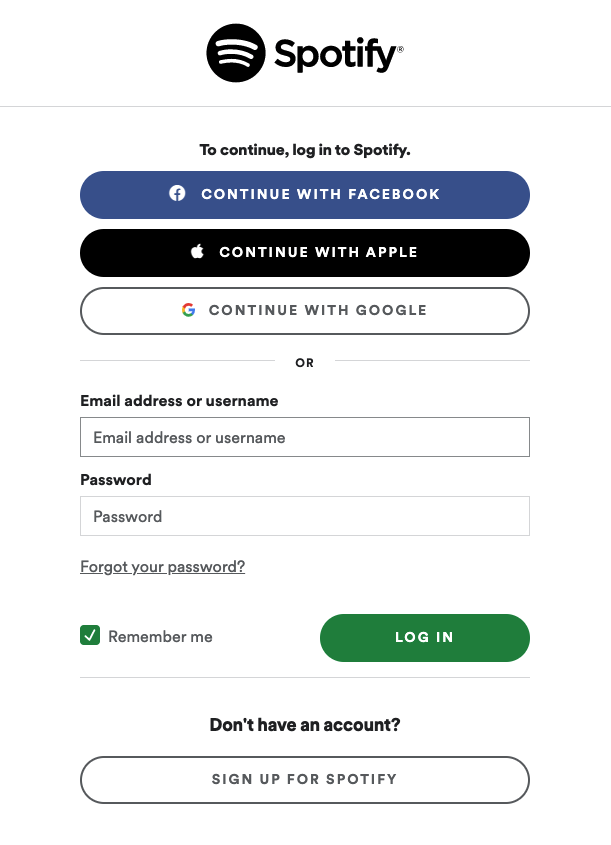 Spotify®
To continue, log in to Spotify.
CONTINUE WITH FACEBOOK
CONTINUE WITH APPLE
CONTINUE WITH GOOGLE
OR
Email address or username
Email address or username
Password
Password
Forgot your password?
Remember me
LOG IN
Don't have an account?
SIGN UP FOR SPOTIFY